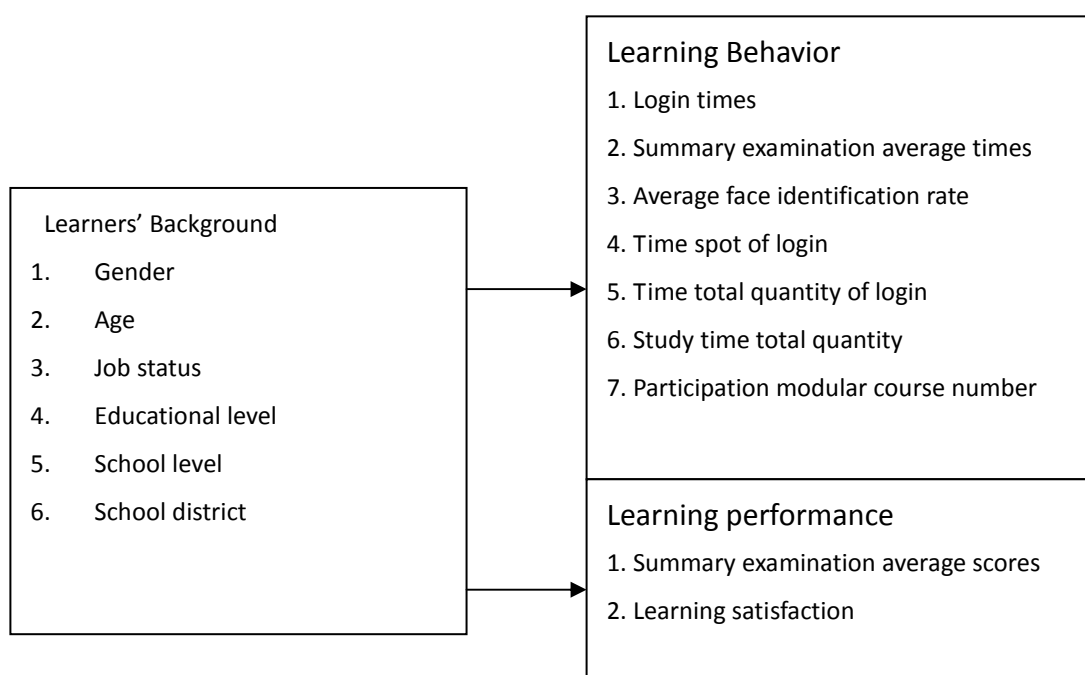 Learners’ Background
1. Gender
2. Age
3. Job status
4. Educational level
5. School level
6. School district
Learning Behavior
1. Login times
2. Summary examination average times
3. Average face identification rate
4. Time spot of login
5. Time total quantity of login
6. Study time total quantity
7. Participation modular course number
Learning performance
1. Summary examination average scores
2. Learning satisfaction